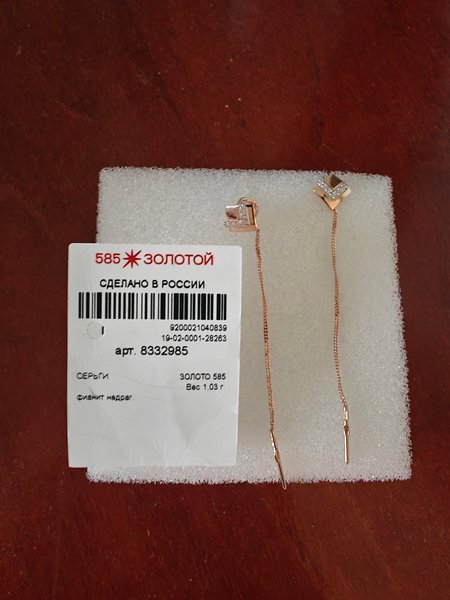 585 ЗОЛОТОЙ
СДЕЛАНО В РОССИИ
9200021040839
19-02-0001-28263
арт. 8332985
СЕРЬГИ ЗОЛОТО 585
Вес 1,03 г.
фианит недраг.